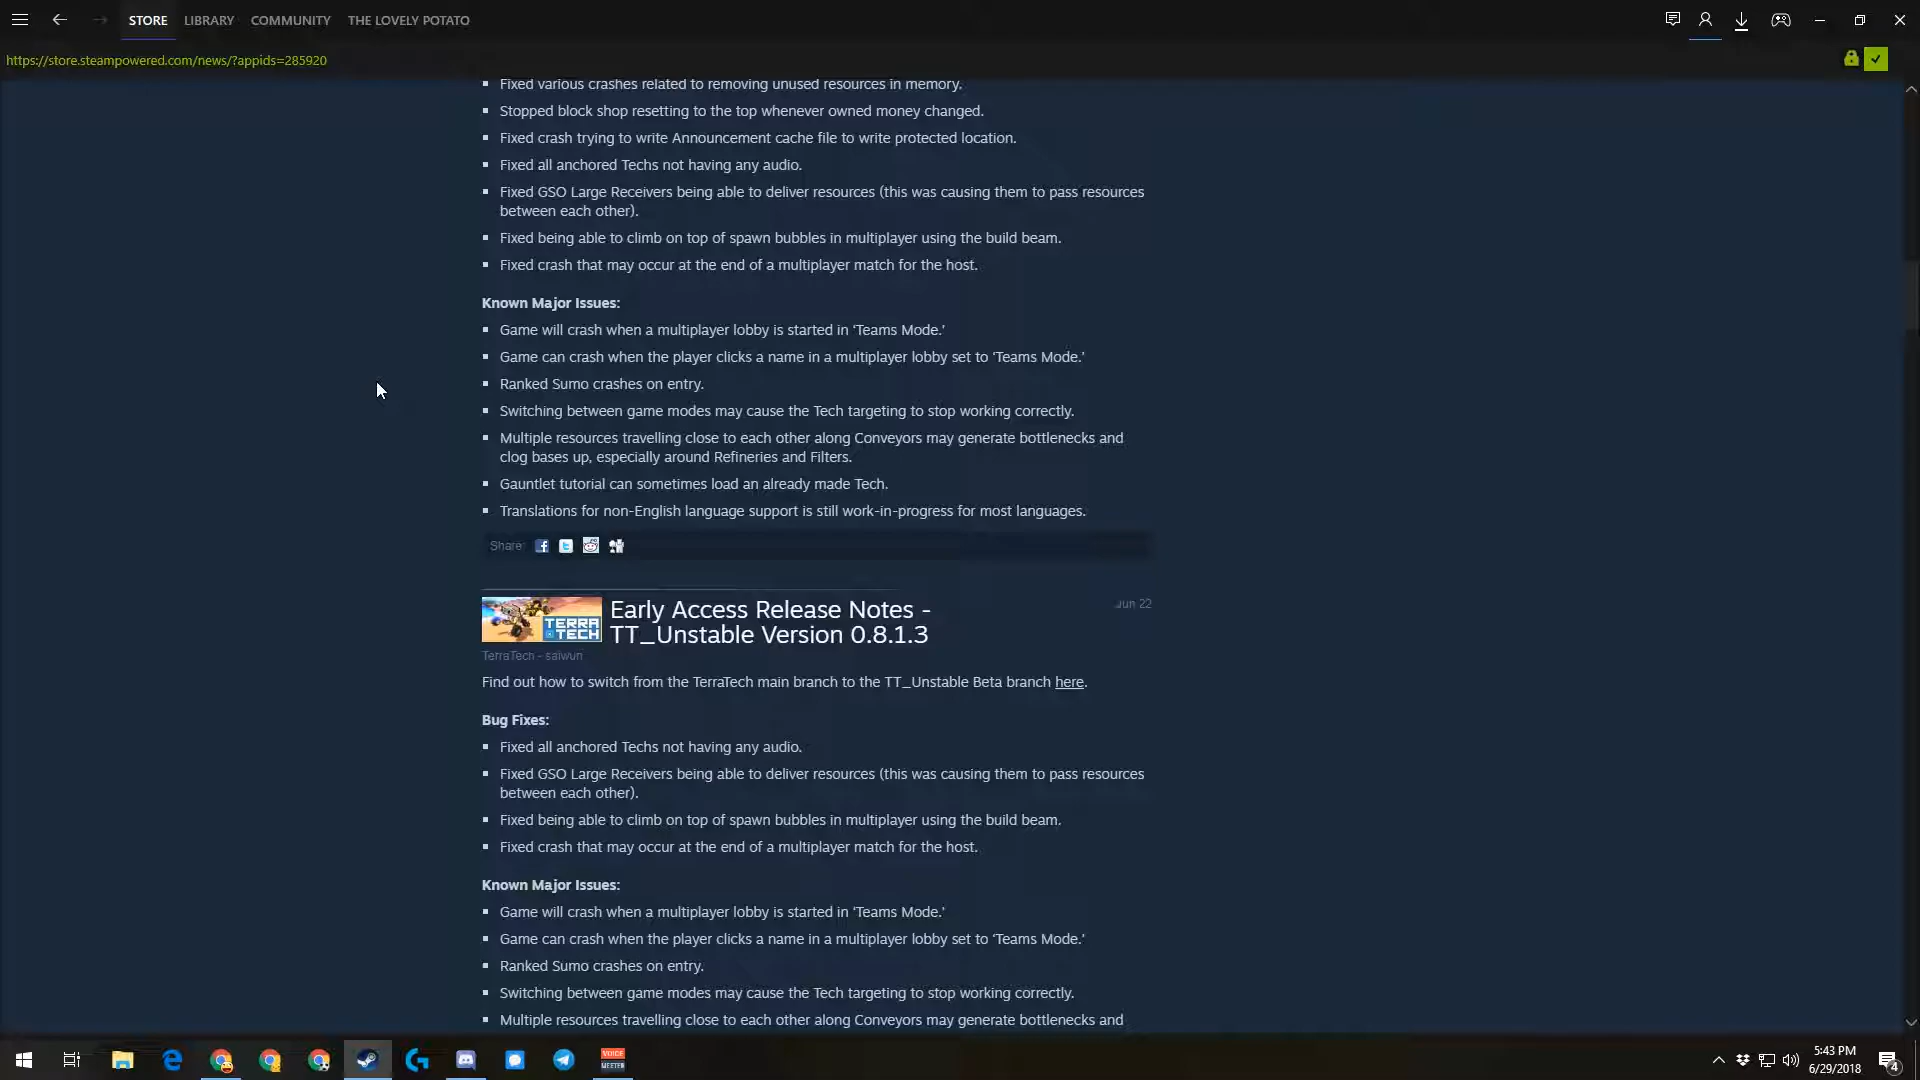 STORE LIBRARY COMMUNITY THE LOVELY POTATO
https://store.steampowered.com/news/?appids=285920
Fixed various crashes related to removing unused resources in memory.
Stopped block shop resetting to the top whenever owned money changed.
Fixed crash trying to write Announcement cache file to write protected location.
Fixed all anchored Techs not having any audio.
Fixed GSO Large Receivers being able to deliver resources (this was causing them to pass resources
between each other).
Fixed being able to climb on top of spawn bubbles in multiplayer using the build beam.
Fixed crash that may occur at the end of a multiplayer match for the host.
Known Major Issues:
Game will crash when a multiplayer lobby is started in ‘Teams Mode.’
Game can crash when the player clicks a name in a multiplayer lobby set to ‘Teams Mode.’
Ranked Sumo crashes on entry.
Switching between game modes may cause the Tech targeting to stop working correctly.
Multiple resources travelling close to each other along Conveyors may generate bottlenecks and
clog bases up, especially around Refineries and Filters.
Gauntlet tutorial can sometimes load an already made Tech.
Translations for non-English language support is still work-in-progress for most languages.
Share:
TERRA
TECH
Early Access Release Notes -
TT_Unstable Version 0.8.1.3
Jun 22
TerraTech - saiwun
Find out how to switch from the TerraTech main branch to the TT_Unstable Beta branch here.
Bug Fixes:
Fixed all anchored Techs not having any audio.
Fixed GSO Large Receivers being able to deliver resources (this was causing them to pass resources
between each other).
Fixed being able to climb on top of spawn bubbles in multiplayer using the build beam.
Fixed crash that may occur at the end of a multiplayer match for the host.
Known Major Issues:
Game will crash when a multiplayer lobby is started in ‘Teams Mode.’
Game can crash when the player clicks a name in a multiplayer lobby set to ‘Teams Mode.’
Ranked Sumo crashes on entry.
Switching between game modes may cause the Tech targeting to stop working correctly.
Multiple resources travelling close to each other along Conveyors may generate bottlenecks and
VOICE
MEETER
5:43 PM
6/29/2018
4